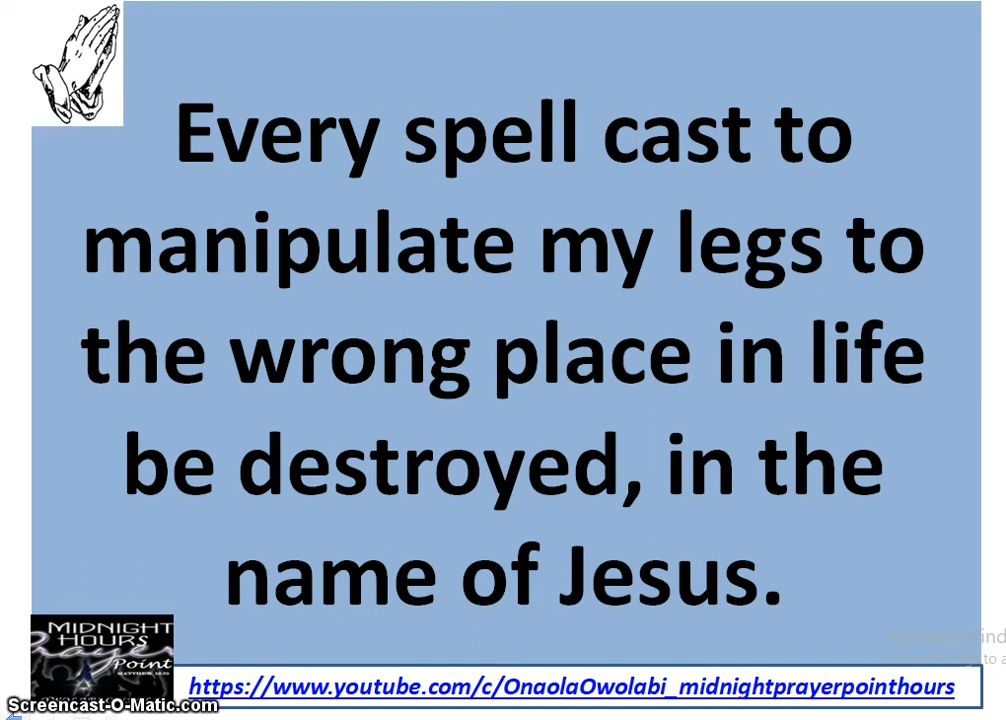 Every spell cast to
manipulate my legs to
the wrong place in life
be destroyed, in the
name of Jesus.
MIDNIGHT
HOURS
Prayer
Point
https://www.youtube.com/c/OnaolaOwolabi_midnightprayerpointhours
Screencast-O-Matic.com